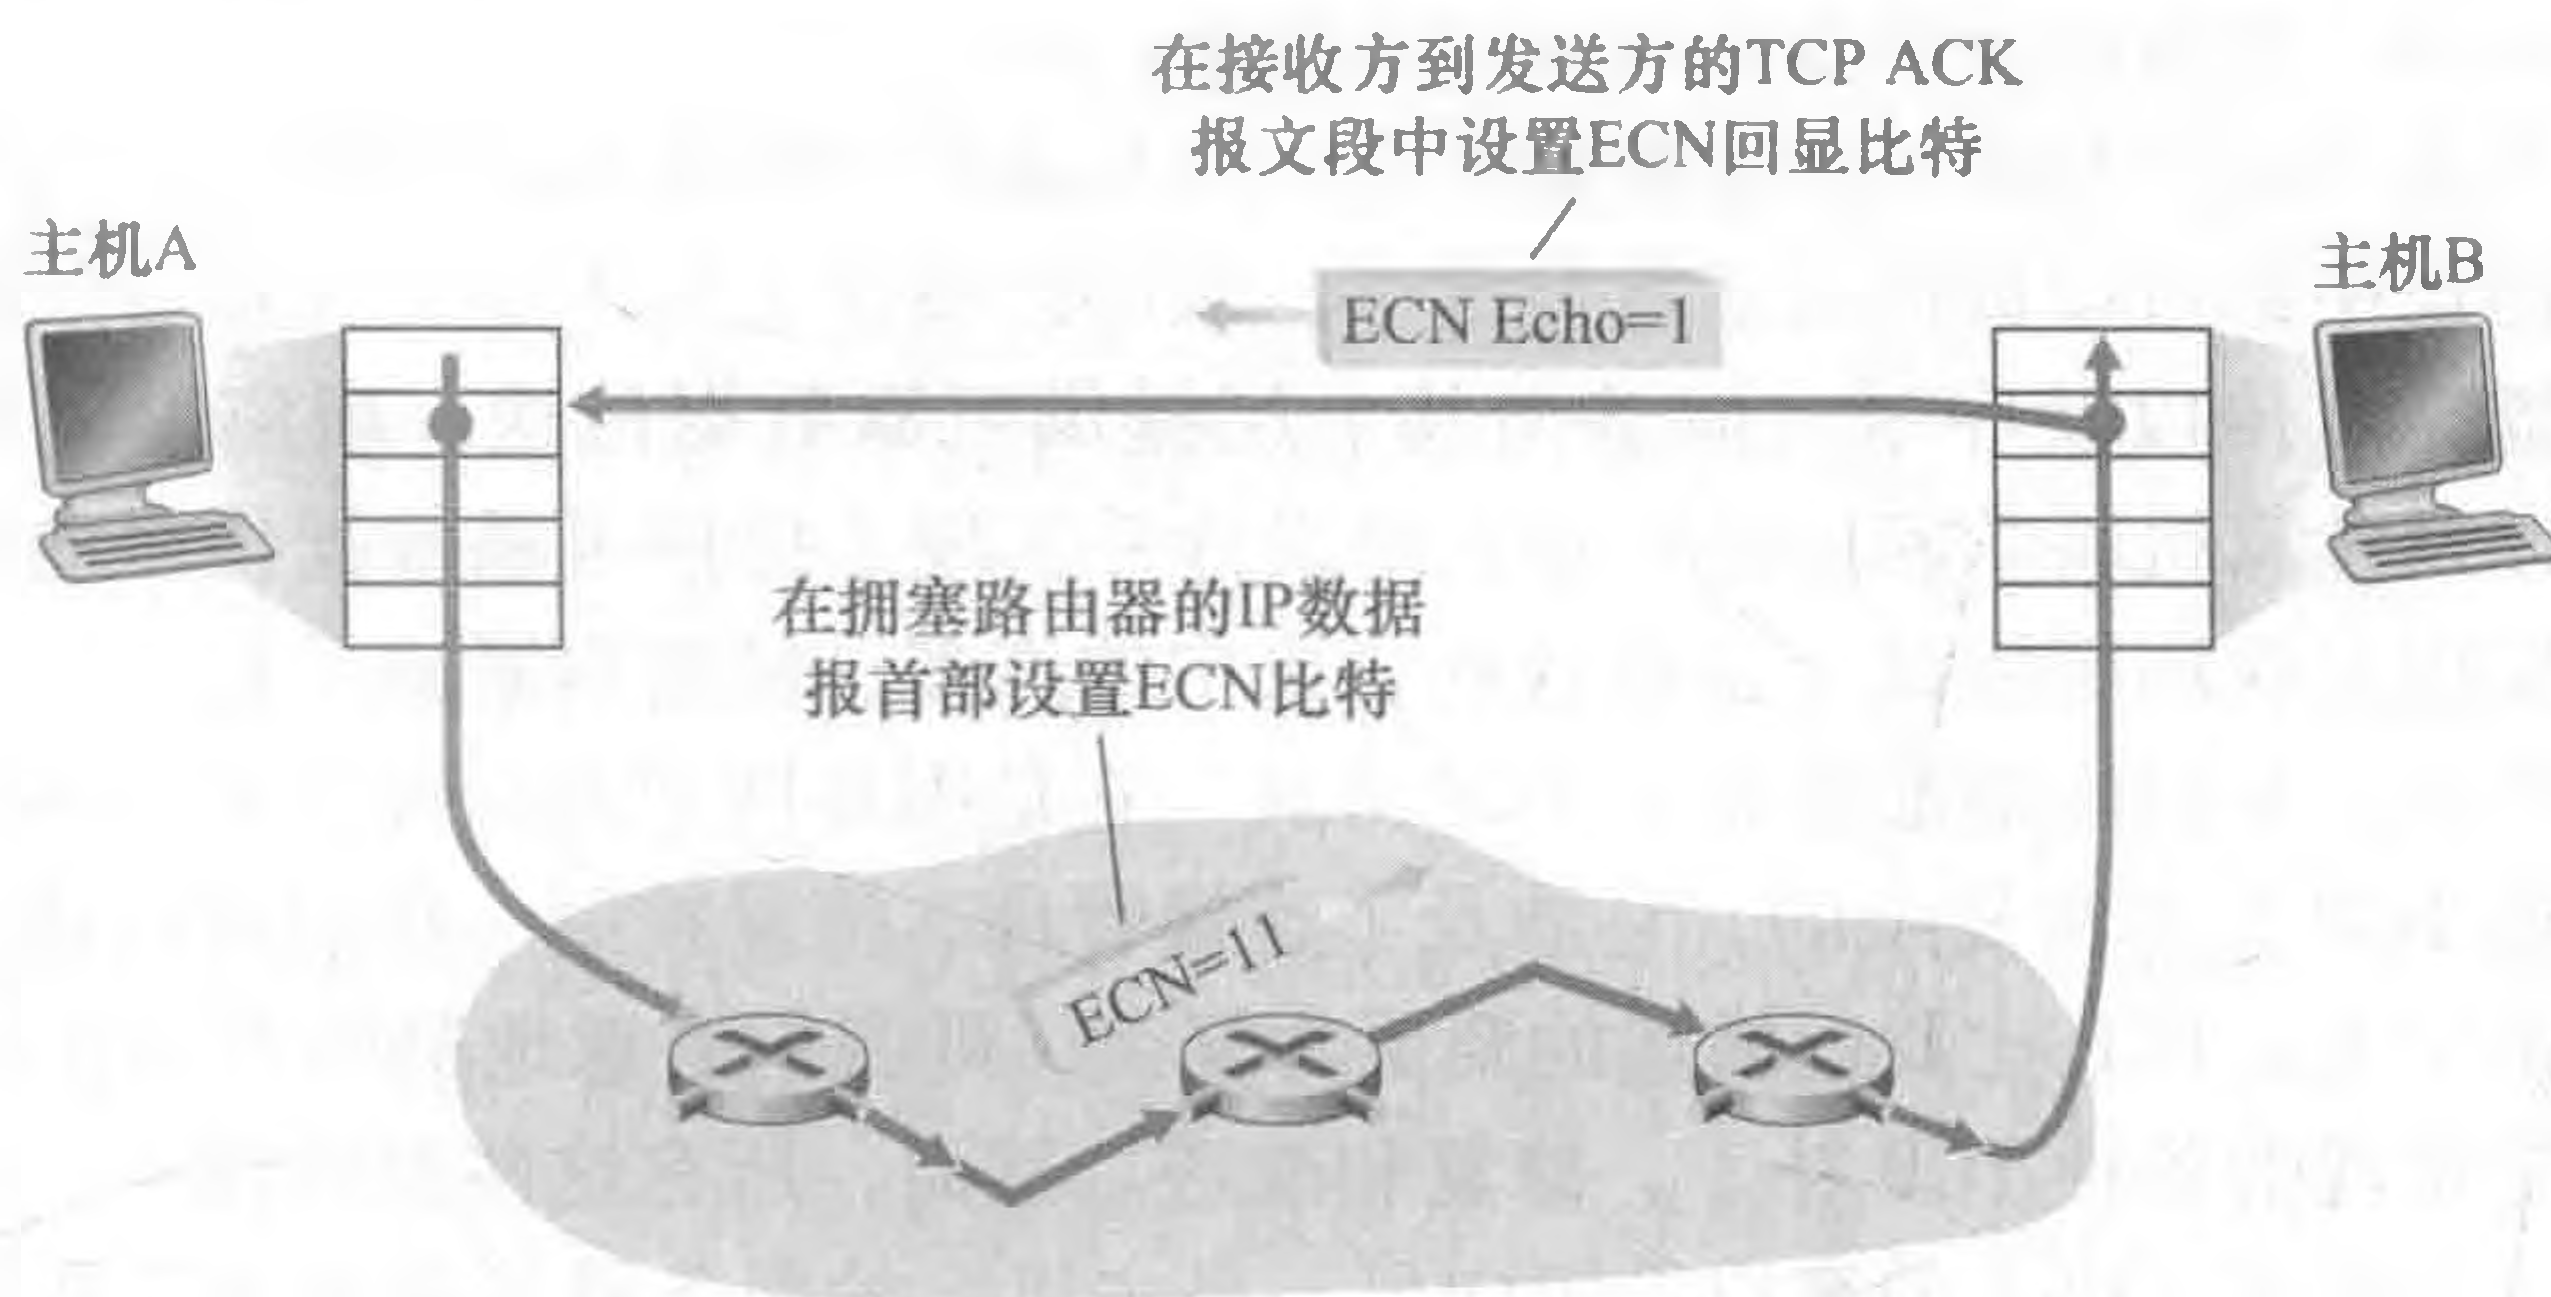 在接收方到发送方的TCP ACK
报文段中设置ECN回显比特
主机A
主机B
ECN Echo=1
在拥塞路由器的IP数据
报首部设置ECN比特
ECN=11